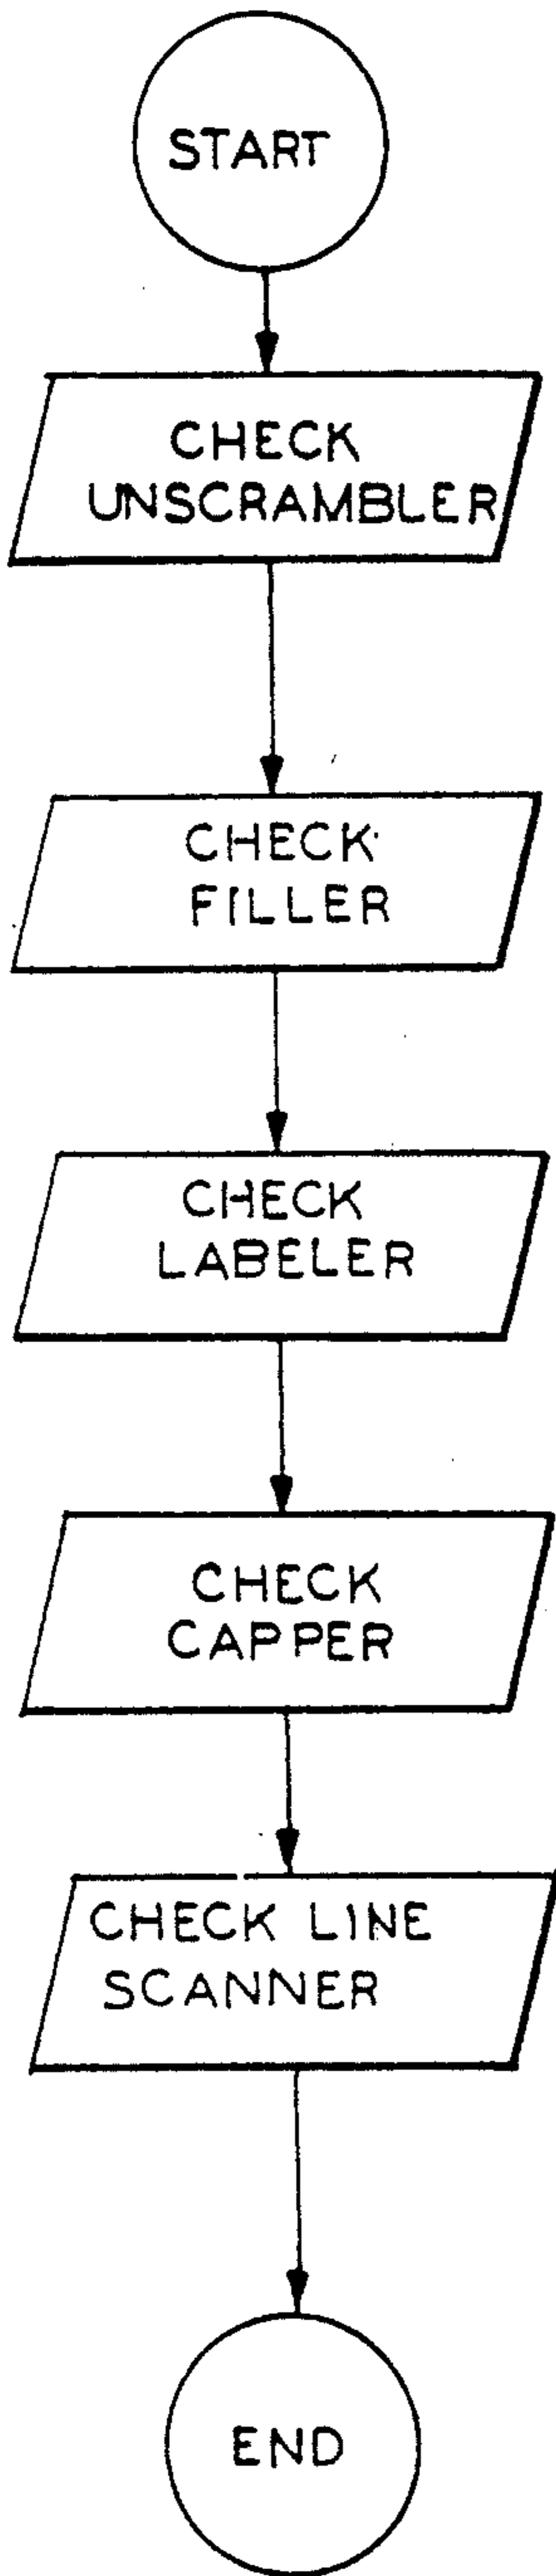 START
CHECK
UNSCRAMBLER
CHECK
FILLER
CHECK
LABELER
CHECK
CAPPER
CHECK LINE
SCANNER
END